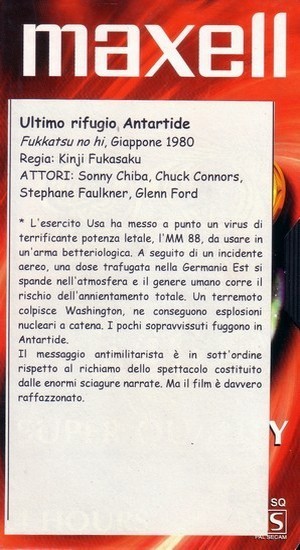 maxell
Ultimo rifugio, Antartide
Fukkatsu no hi, Giappone 1980
Regia: Kinji Fukasaku
ATTORI: Sonny Chiba, Chuck Connors,
Stephane Faulkner, Glenn Ford
* L'esercito Usa ha messo a punto un virus di
terrificante potenza letale, l'MM 88, da usare in
un'arma betteriologica. A seguito di un incidente
aereo, una dose trafugata nella Germania Est si
spande nell'atmosfera e il genere umano corre il
rischio dell'annientamento totale. Un terremoto
colpisce Washington, ne conseguono esplosioni
nucleari a catena. I pochi sopravvissuti fuggono in
Antartide.
Il messaggio antimilitarista è in sott'ordine
rispetto al richiamo dello spettacolo costituito
dalle enormi sciagure narrate. Ma il film è davvero
raffazzonato.
SUPER QUALITY
SQ
S
PAL SECAM
HOURS